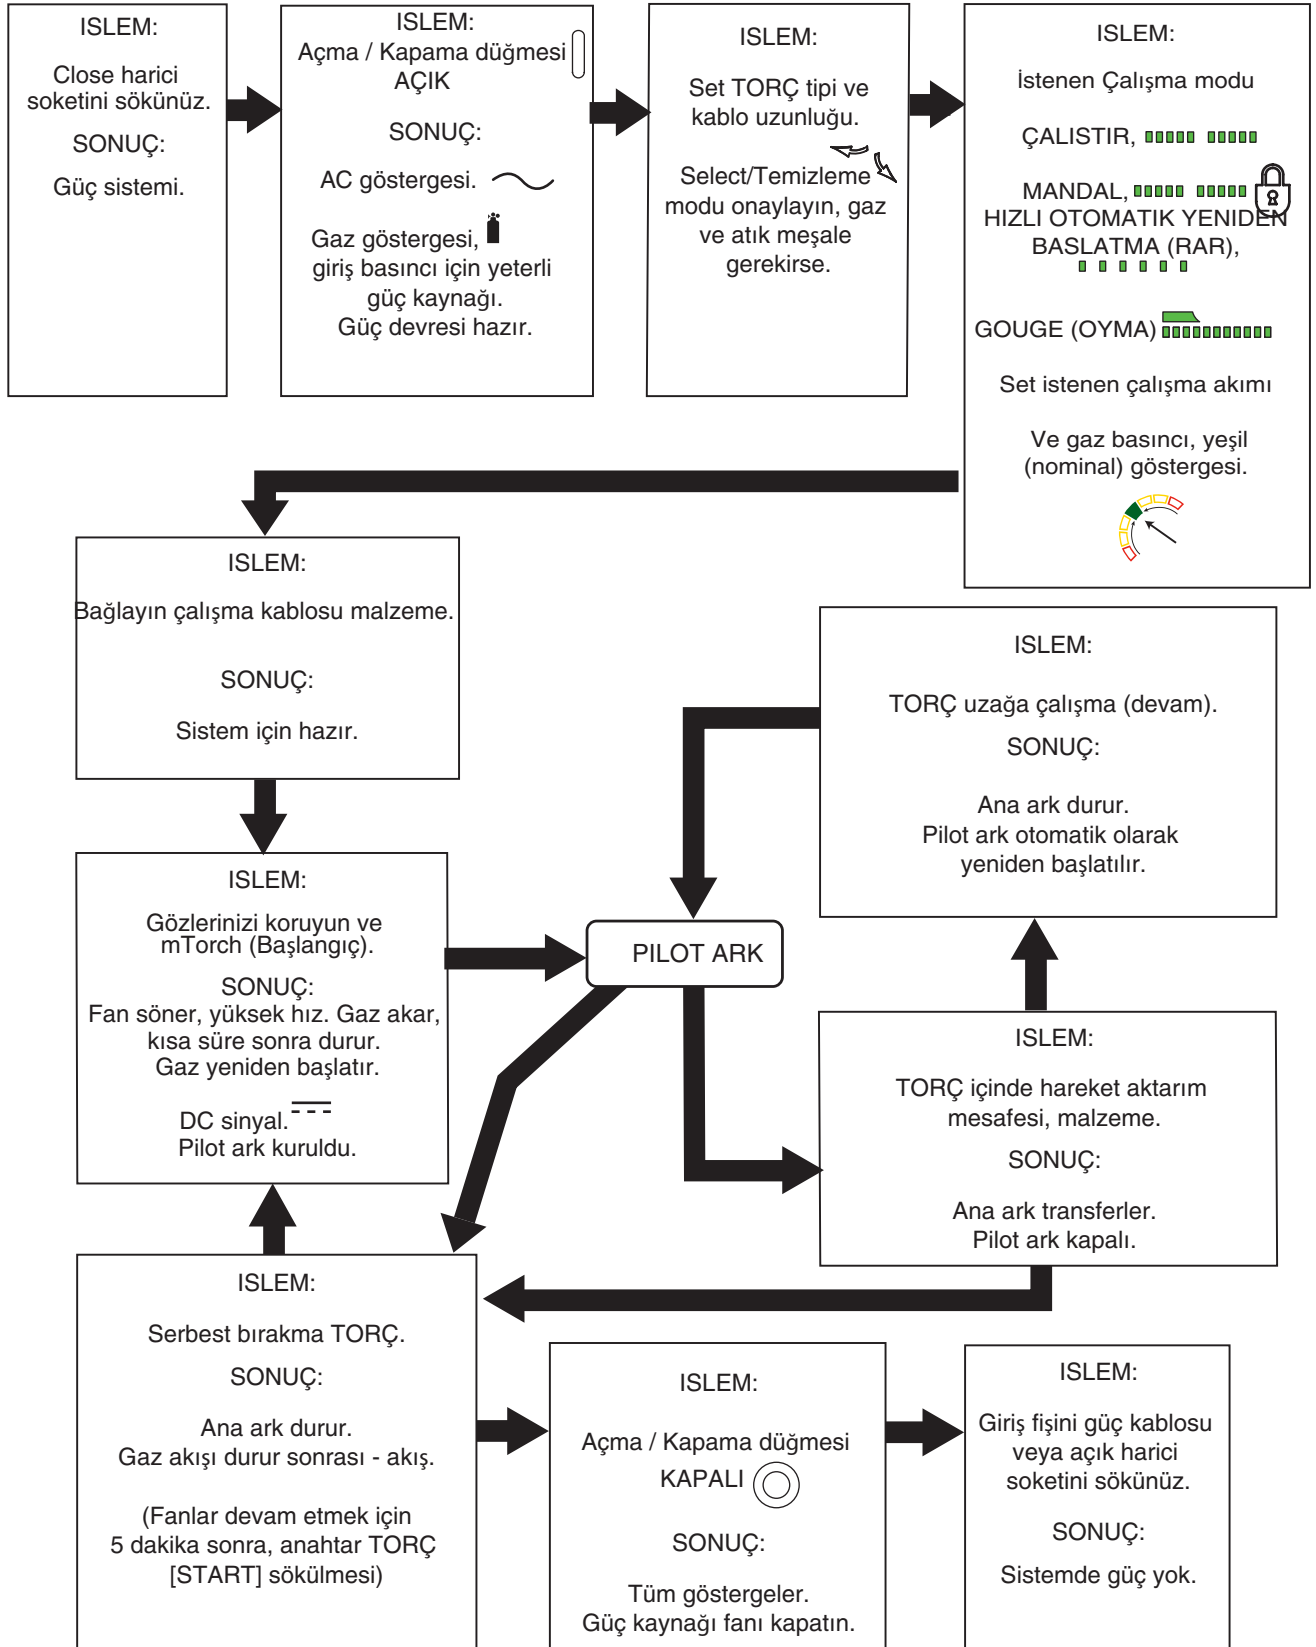 ISLEM:
Close harici
soketini sökünüz.
SONUÇ:
Güç sistemi.
ISLEM:
Açma / Kapama düğmesi
AÇIK
SONUÇ:
AC göstergesi.
Gaz göstergesi,
giriş basıncı için yeterli
güç kaynağı.
Güç devresi hazır.
ISLEM:
Set TORÇ tipi ve
kablo uzunluğu.
Select/Temizleme
modu onaylayın, gaz
ve atık meşale
gerekirse.
ISLEM:
İstenen Çalışma modu
ÇALISTIR,
MANDAL,
HIZLI OTOMATIK YENIDEN
BASLATMA (RAR),
GOUGE (OYMA)
Set istenen çalışma akımı
Ve gaz basıncı, yeşil
(nominal) göstergesi.
ISLEM:
Bağlayın çalışma kablosu malzeme.
SONUÇ:
Sistem için hazır.
ISLEM:
Gözlerinizi koruyun ve
mTorch (Başlangıç).
SONUÇ:
Fan söner, yüksek hız. Gaz akar,
kısa süre sonra durur.
Gaz yeniden başlatır.
DC sinyal.
Pilot ark kuruldu.
PILOT ARK
ISLEM:
TORÇ uzağa çalışma (devam).
SONUÇ:
Ana ark durur.
Pilot ark otomatik olarak
yeniden başlatılır.
ISLEM:
TORÇ içinde hareket aktarım
mesafesi, malzeme.
SONUÇ:
Ana ark transferler.
Pilot ark kapalı.
ISLEM:
Serbest bırakma TORÇ.
SONUÇ:
Ana ark durur.
Gaz akışı durur sonrası - akış.
(Fanlar devam etmek için
5 dakika sonra, anahtar TORÇ
[START] sökülmesi)
ISLEM:
Açma / Kapama düğmesi
KAPALI
SONUÇ:
Tüm göstergeler.
Güç kaynağı fanı kapatın.
ISLEM:
Giriş fişini güç kablosu
veya açık harici
soketini sökünüz.
SONUÇ:
Sistemde güç yok.